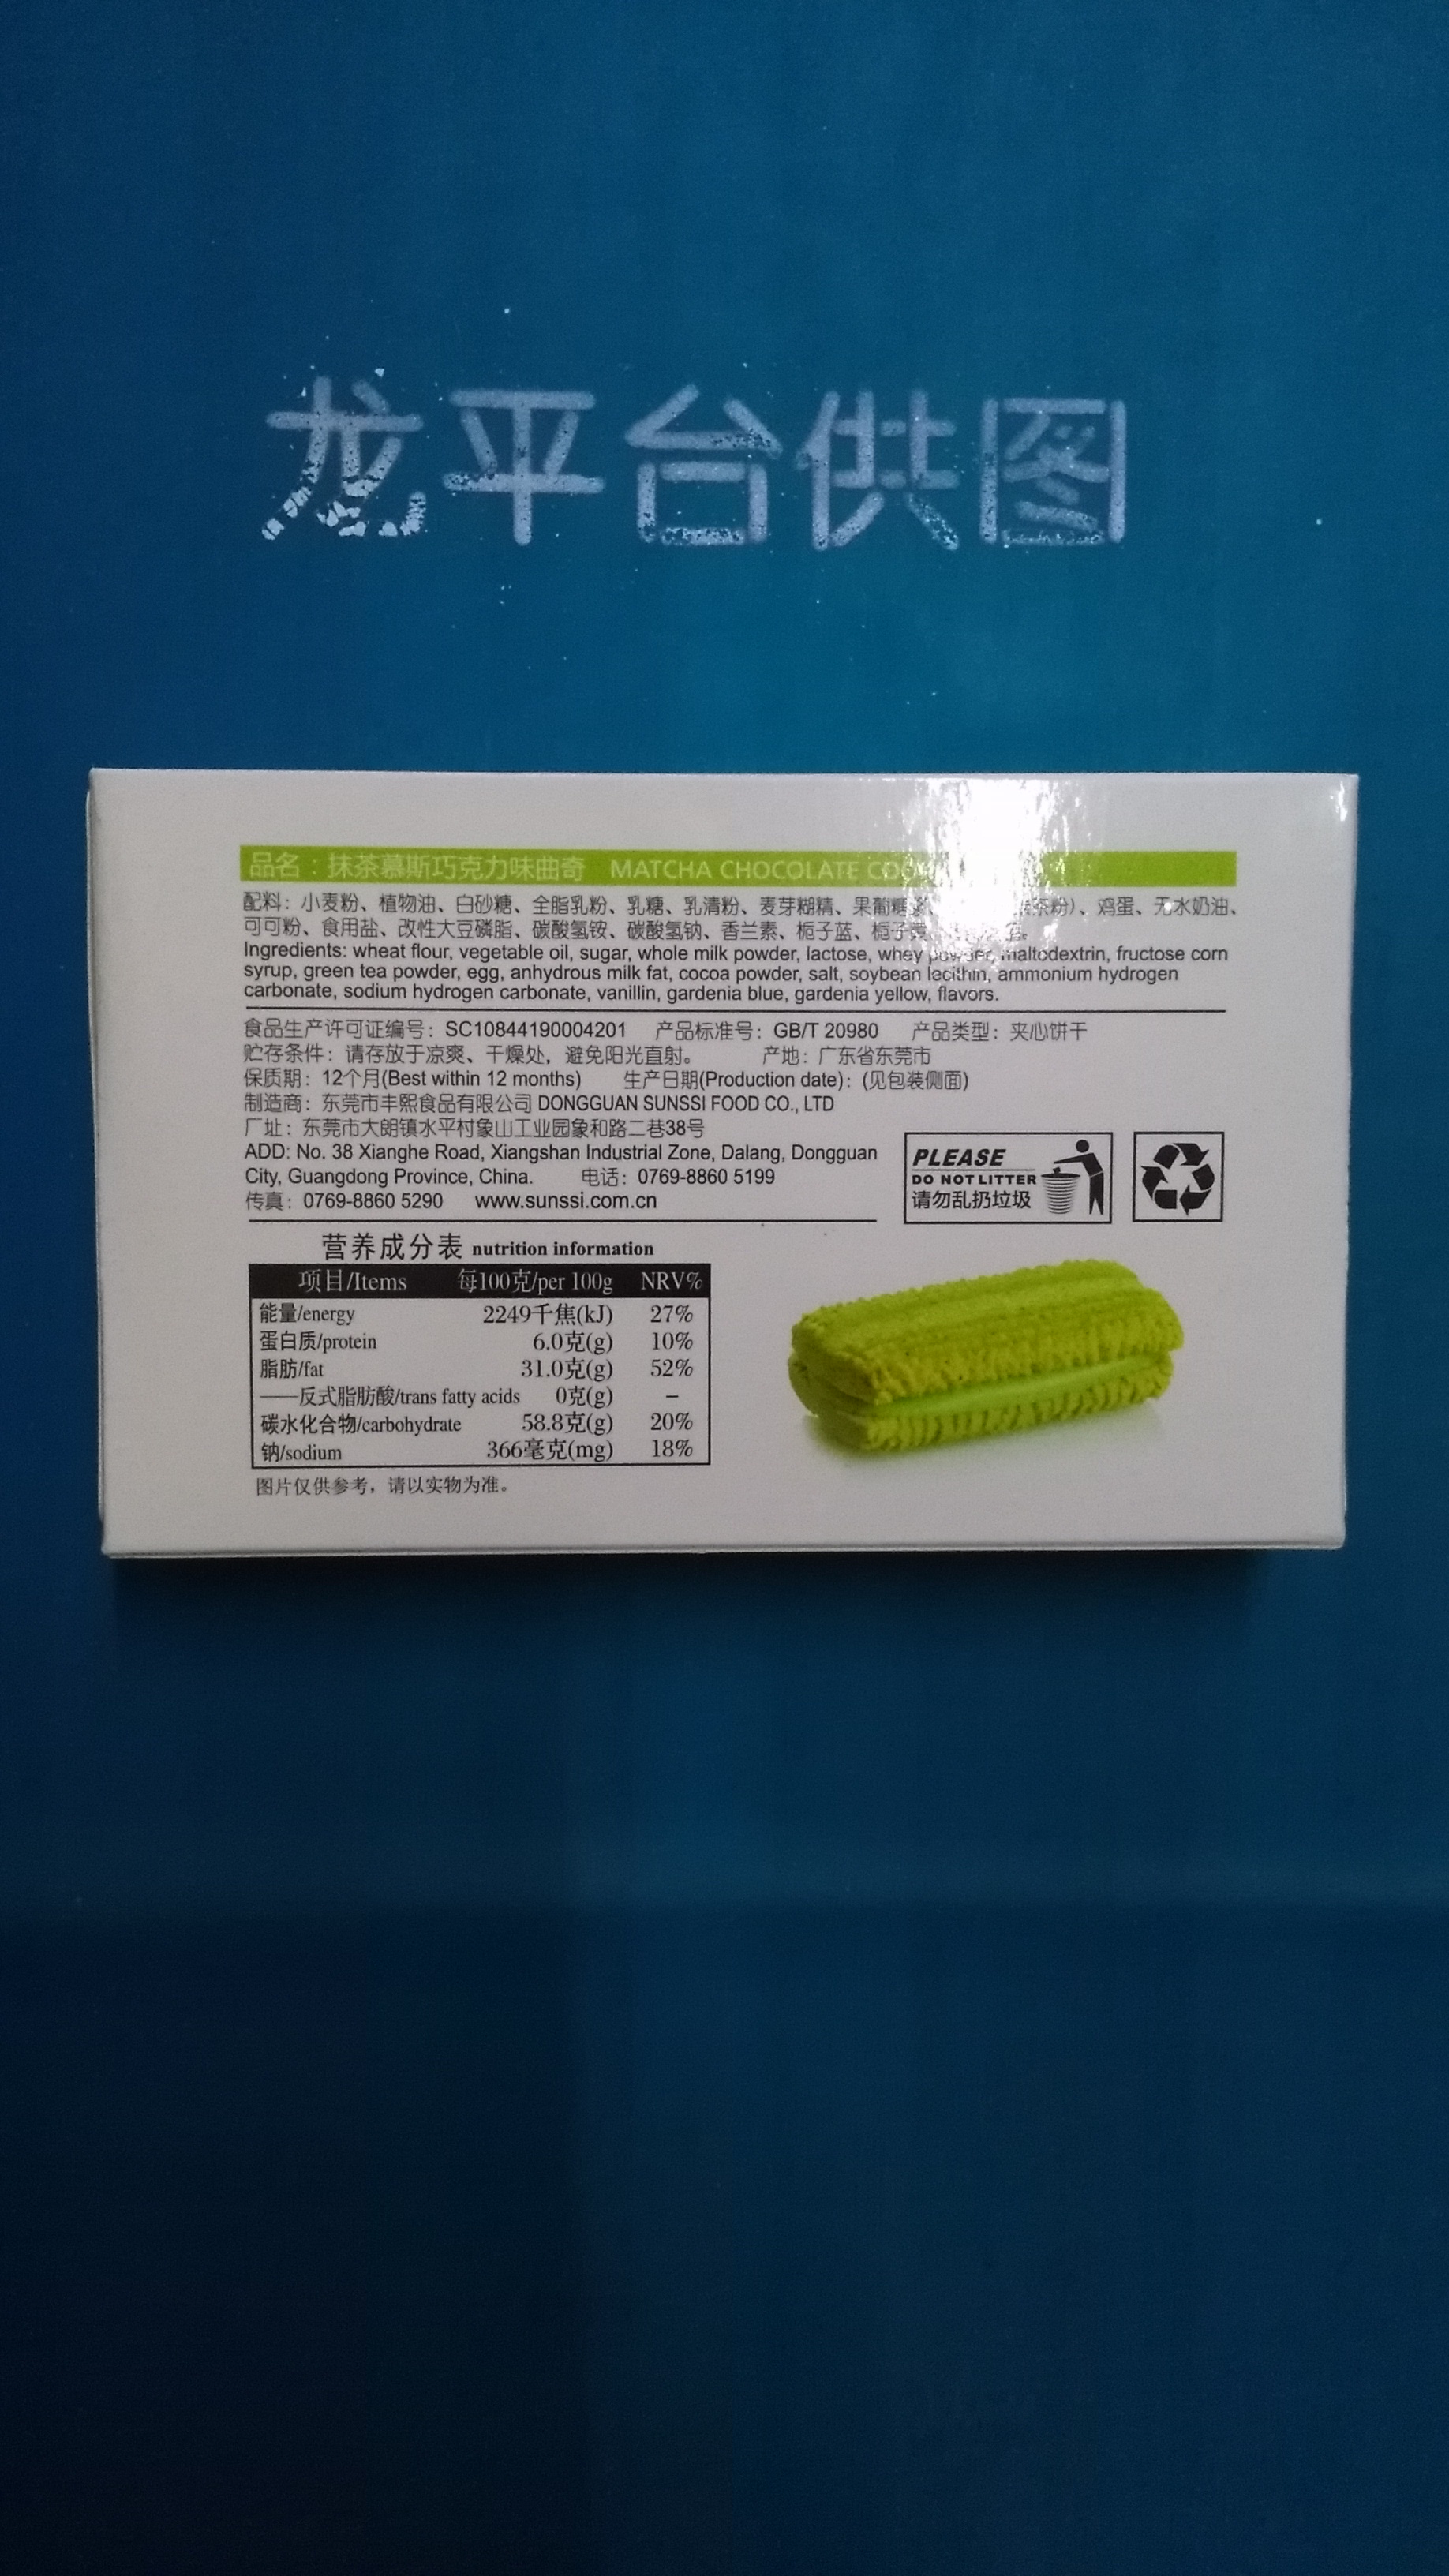 龙平台供图
品名：抹茶慕斯巧克力味曲奇 MATCHA CHOCOLATE
配料：小麦粉、植物油、白砂糖、全脂乳粉、乳糖、乳清粉、麦芽糊精、果葡糖 茶粉）、鸡蛋、无水奶油、
可可粉、食用盐、改性大豆磷脂、碳酸氢铵、碳酸氢钠、香兰素、栀子蓝、栀子
Ingredients: wheat flour, vegetable oil, sugar, whole milk powder, lactose, whey powder, maltodextrin, fructose corn
syrup, green tea powder, egg, anhydrous milk fat, cocoa powder, salt, soybean lecithin, ammonium hydrogen
carbonate, sodium hydrogen carbonate, vanillin, gardenia blue, gardenia yellow, flavors.
食品生产许可证编号：SC10844190004201 产品标准号：GB/T 20980 产品类型：夹心饼干
贮存条件：请存放于凉爽、干燥处，避免阳光直射。 产地：广东省东莞市
保质期：12个月(Best within 12 months) 生产日期(Production date)：(见包装侧面)
制造商：东莞市丰熙食品有限公司 DONGGUAN SUNSSI FOOD CO., LTD
厂址：东莞市大朗镇水平村象山工业园象和路二巷38号
ADD: No. 38 Xianghe Road, Xiangshan Industrial Zone, Dalang, Dongguan
City, Guangdong Province, China. 电话：0769-8860 5199
传真：0769-8860 5290 www.sunssi.com.cn
PLEASE
DO NOT LITTER
请勿乱扔垃圾
营养成分表 nutrition information
项目/Items 每100克/per 100g NRV%
能量/energy 2249千焦(kJ) 27%
蛋白质/protein 6.0克(g) 10%
脂肪/fat 31.0克(g) 52%
——反式脂肪酸/trans fatty acids 0克(g) –
碳水化合物/carbohydrate 58.8克(g) 20%
钠/sodium 366毫克(mg) 18%
图片仅供参考，请以实物为准。